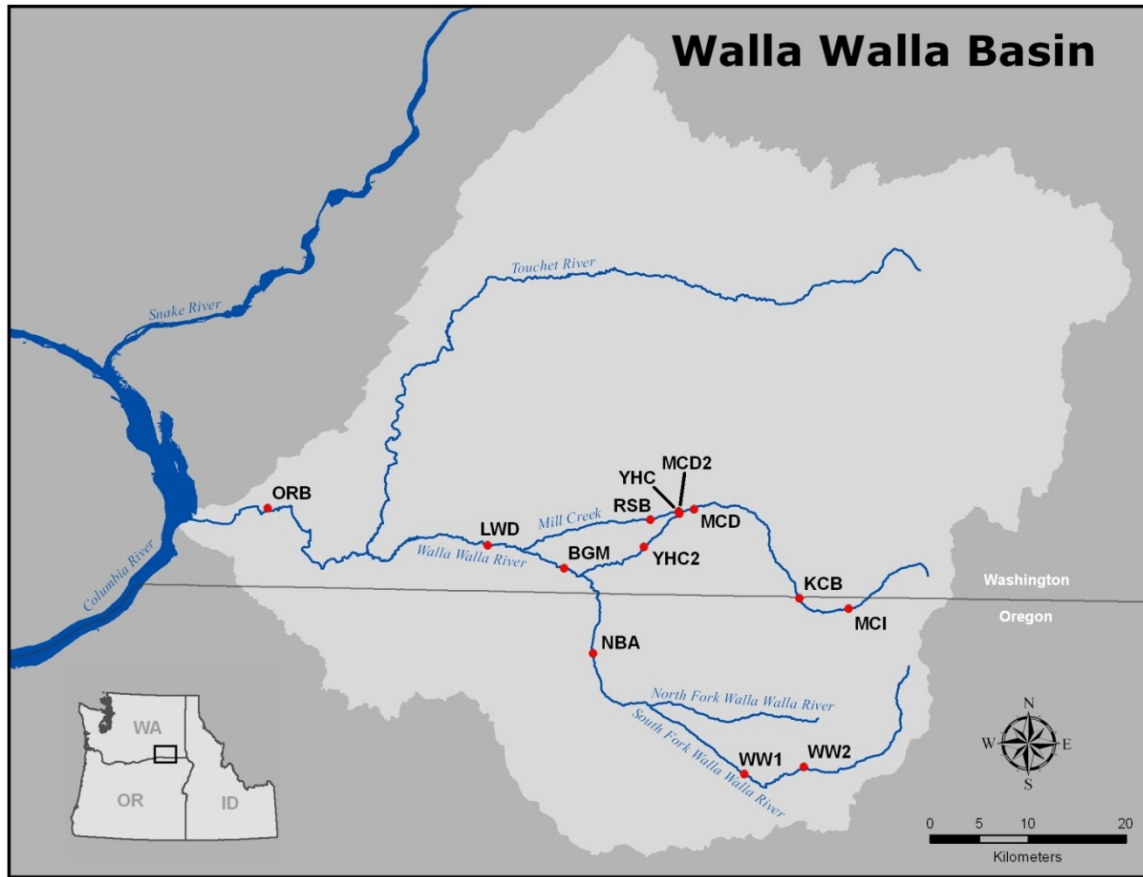 Walla Walla Basin
Touchet River
Snake River
MCD2
YHC
ORB
RSB
MCD
Mill Creek
LWD
Walla Walla River
BGM
YHC2
Columbia River
KCB
Washington
MCI
Oregon
NBA
North Fork Walla Walla River
South Fork Walla Walla River
WW1
WW2
WA
OR
ID
N
W
E
S
0 5 10 20
Kilometers